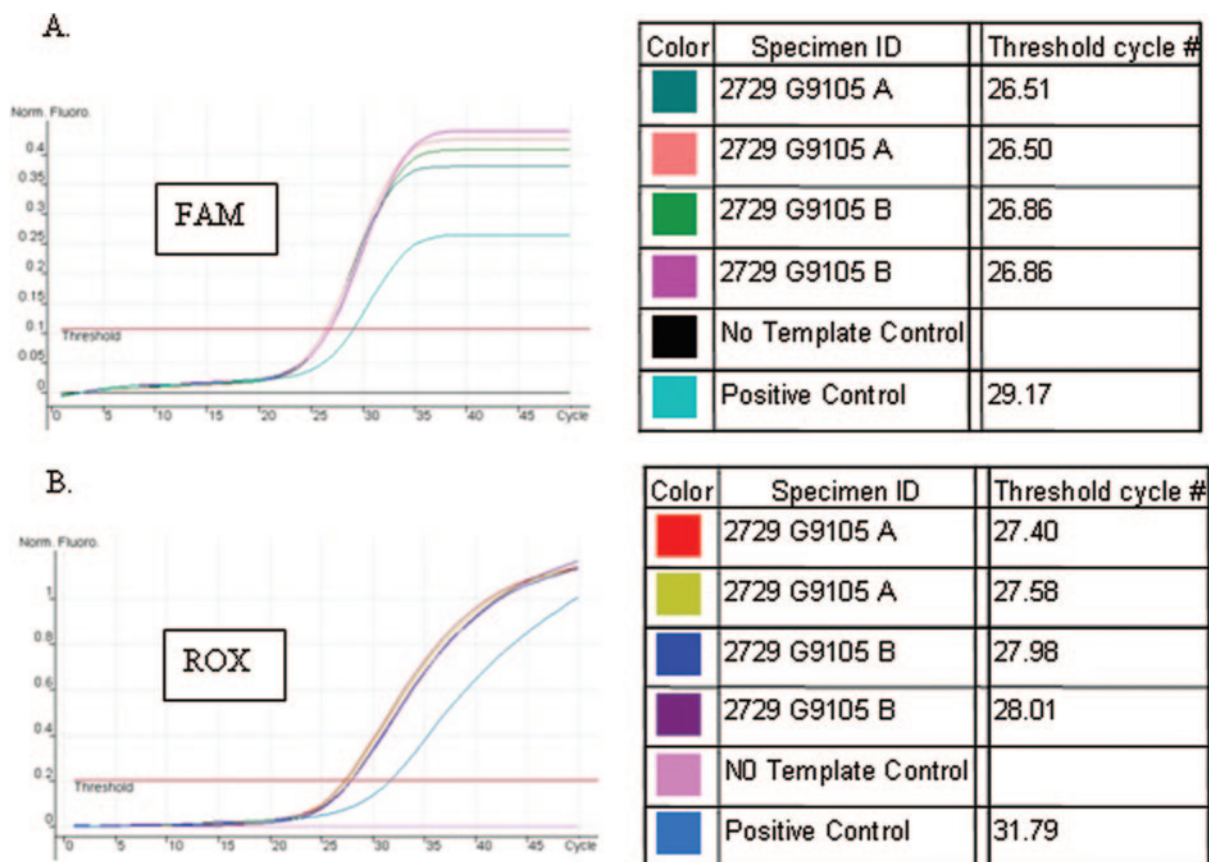 A.
Norm. Fluoro.
0.4
0.35
0.3
0.25
0.2
0.15
0.1
0.05
0
FAM
Threshold
0 5 10 15 20 25 30 35 40 45 Cycle
Color Specimen ID Threshold cycle #
2729 G9105 A 26.51
2729 G9105 A 26.50
2729 G9105 B 26.86
2729 G9105 B 26.86
No Template Control
Positive Control 29.17
B.
Norm. Fluoro.
1
0.8
0.6
0.4
0.2
0
ROX
Threshold
5 10 15 20 25 30 35 40 45 Cycle
Color Specimen ID Threshold cycle #
2729 G9105 A 27.40
2729 G9105 A 27.58
2729 G9105 B 27.98
2729 G9105 B 28.01
N0 Template Control
Positive Control 31.79